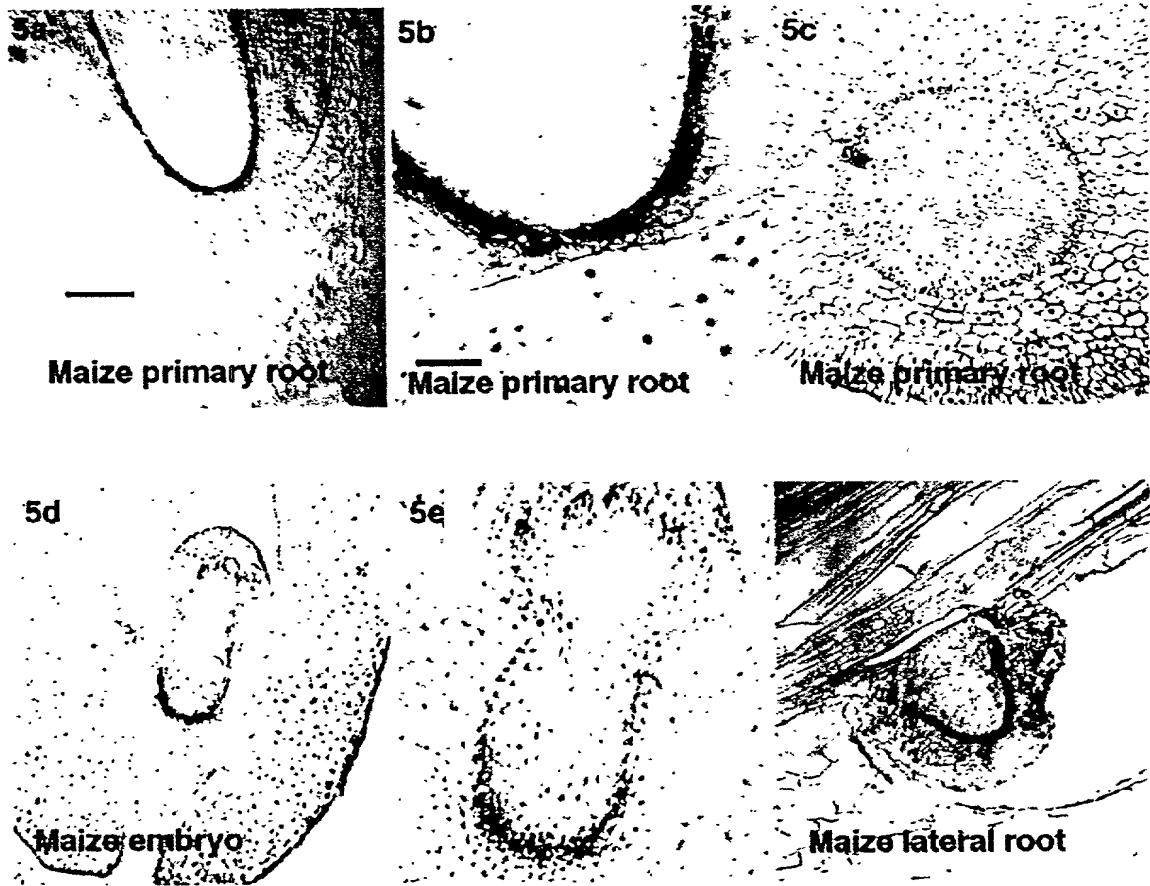 5a
5b
5c
Maize primary root
Maize primary root
Maize primary root
5d
5e
Maize embryo
Maize lateral root